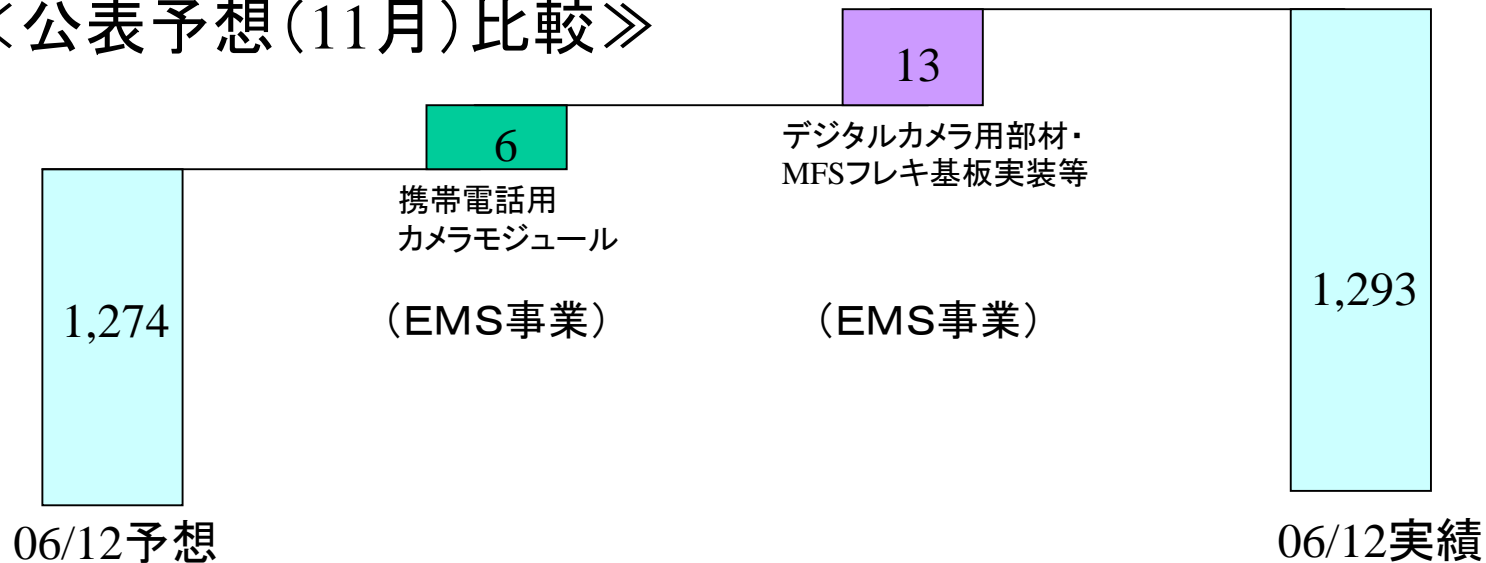 ≪公表予想(11月)比較≫
13
6
デジタルカメラ用部材・
MFSフレキ基板実装等
携帯電話用
カメラモジュール
1,274
(EMS事業)
(EMS事業)
1,293
06/12予想
06/12実績